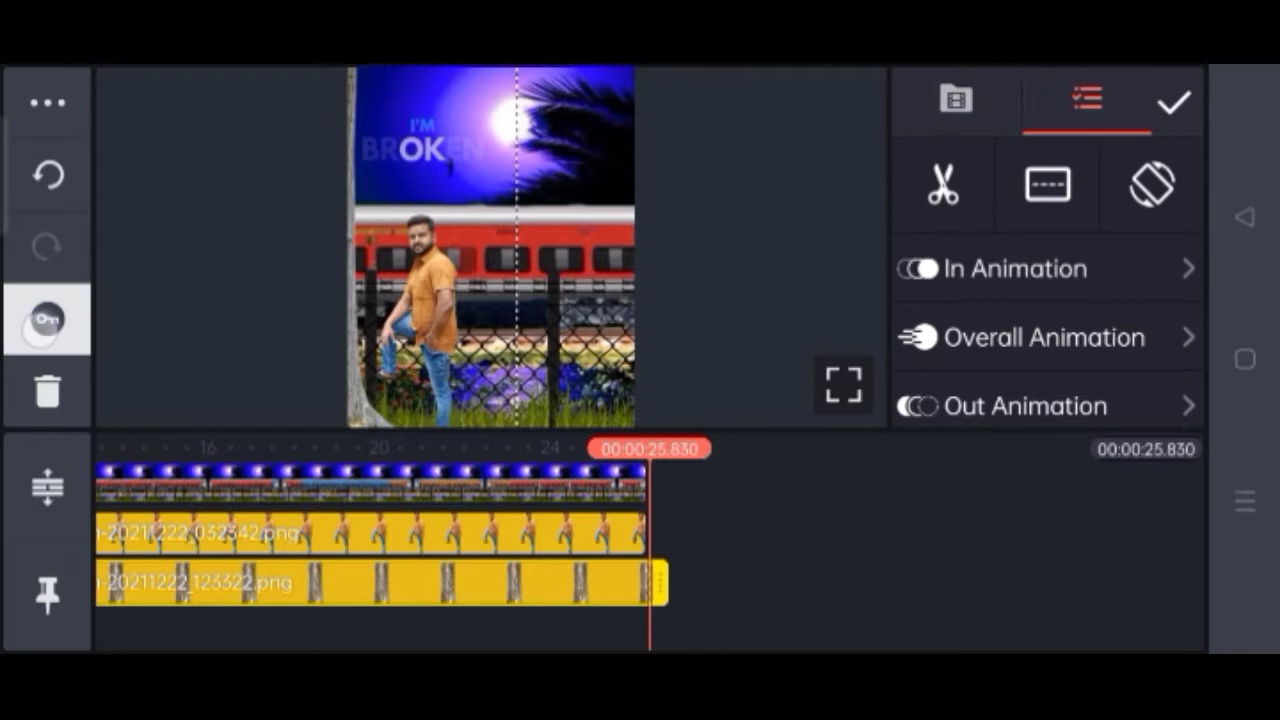 I'M
BROKEN
In Animation
Overall Animation
Out Animation
16
20
24
00:00:25.830
00:00:25.830
-20211222_032342.png
-20211222_123322.png